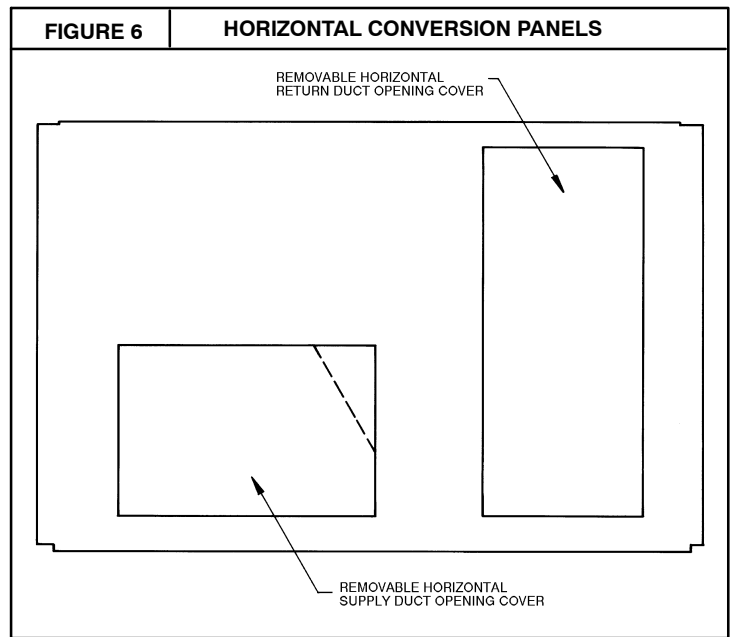 FIGURE 6
HORIZONTAL CONVERSION PANELS
REMOVABLE HORIZONTAL
RETURN DUCT OPENING COVER
REMOVABLE HORIZONTAL
SUPPLY DUCT OPENING COVER